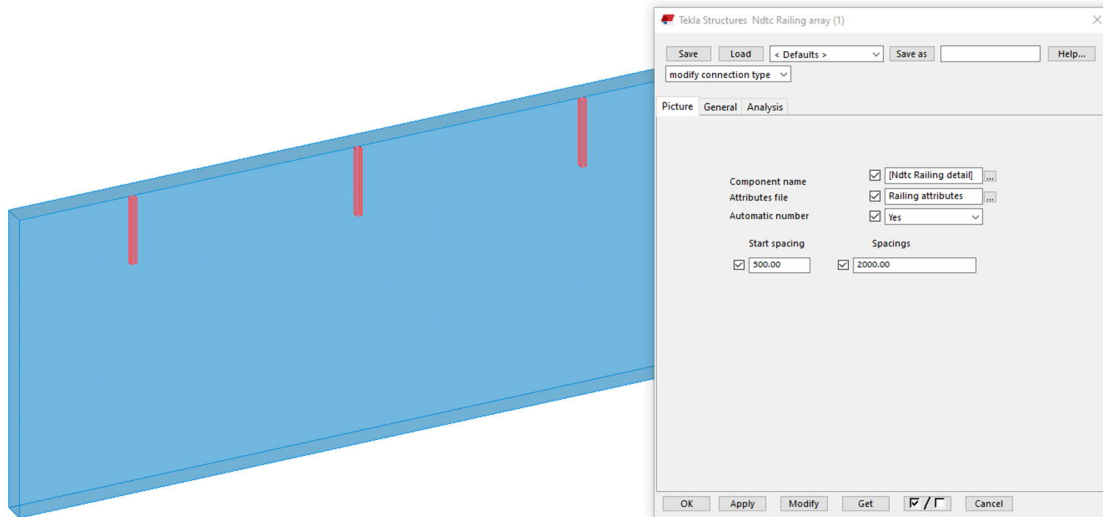 Tekla Structures Ndtc Railing array (1)
Save Load < Defaults > Save as Help...
modify connection type
Picture General Analysis
Component name [Ndtc Railing detail] ...
Attributes file Railing attributes ...
Automatic number Yes
Start spacing Spacings
500.00 2000.00
OK Apply Modify Get / Cancel